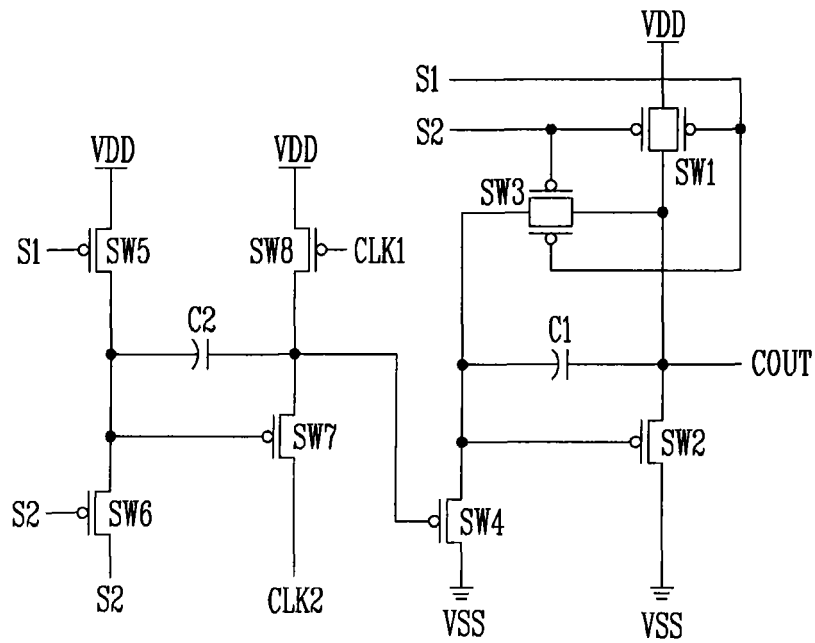 VDD
S1
S2
SW1
SW3
VDD
VDD
S1
SW5
SW8
CLK1
C2
C1
COUT
SW7
SW2
S2
SW6
SW4
S2
CLK2
VSS
VSS